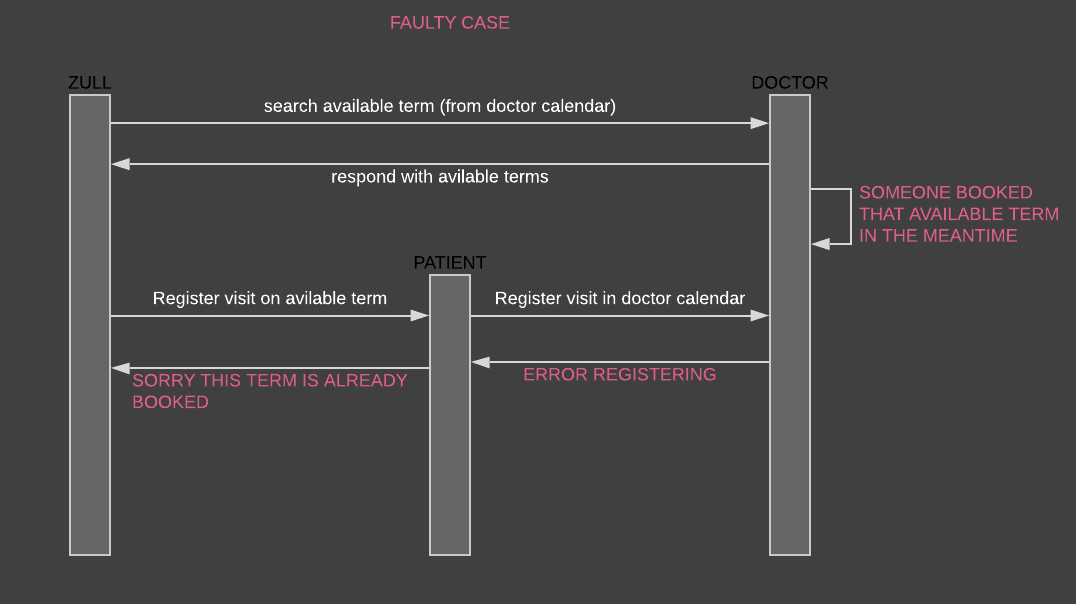 FAULTY CASE
ZULL
DOCTOR
search available term (from doctor calendar)
respond with avilable terms
SOMEONE BOOKED
THAT AVAILABLE TERM
IN THE MEANTIME
PATIENT
Register visit on avilable term
Register visit in doctor calendar
SORRY THIS TERM IS ALREADY
BOOKED
ERROR REGISTERING